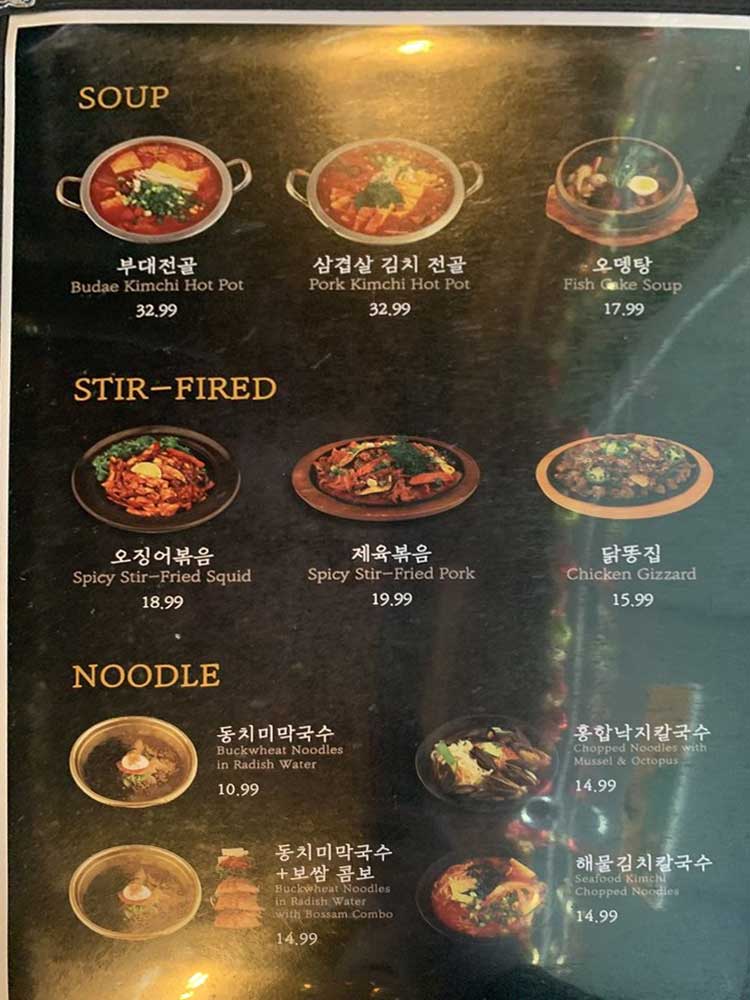 SOUP
부대전골
Budae Kimchi Hot Pot
32.99
삼겹살 김치 전골
Pork Kimchi Hot Pot
32.99
오뎅탕
Fish Cake Soup
17.99
STIR-FIRED
오징어볶음
Spicy Stir-Fried Squid
18.99
제육볶음
Spicy Stir-Fried Pork
19.99
닭똥집
Chicken Gizzard
15.99
NOODLE
동치미막국수
Buckwheat Noodles
in Radish Water
10.99
홍합낙지칼국수
Chopped Noodles with
Mussel & Octopus
14.99
동치미막국수
+보쌈 콤보
Buckwheat Noodles
in Radish Water
with Bossam Combo
14.99
해물김치칼국수
Seafood Kimchi
Chopped Noodles
14.99